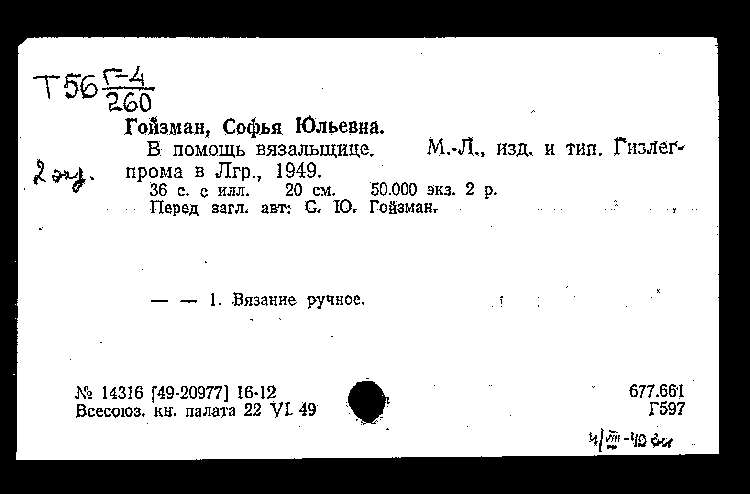 Т56 Г-4
260
Гойзман, Софья Юльевна.
В помощь вязальщице. М.-Л., изд. и тип. Гизлег-
2 экз. прома в Лгр., 1949.
36 с. с илл. 20 см. 50.000 экз. 2 р.
Перед загл. авт: С. Ю. Гойзман.
— — 1. Вязание ручное.
№ 14316 [49-20977] 16-12 677.661
Всесоюз. кн. палата 22 VI 49 Г597